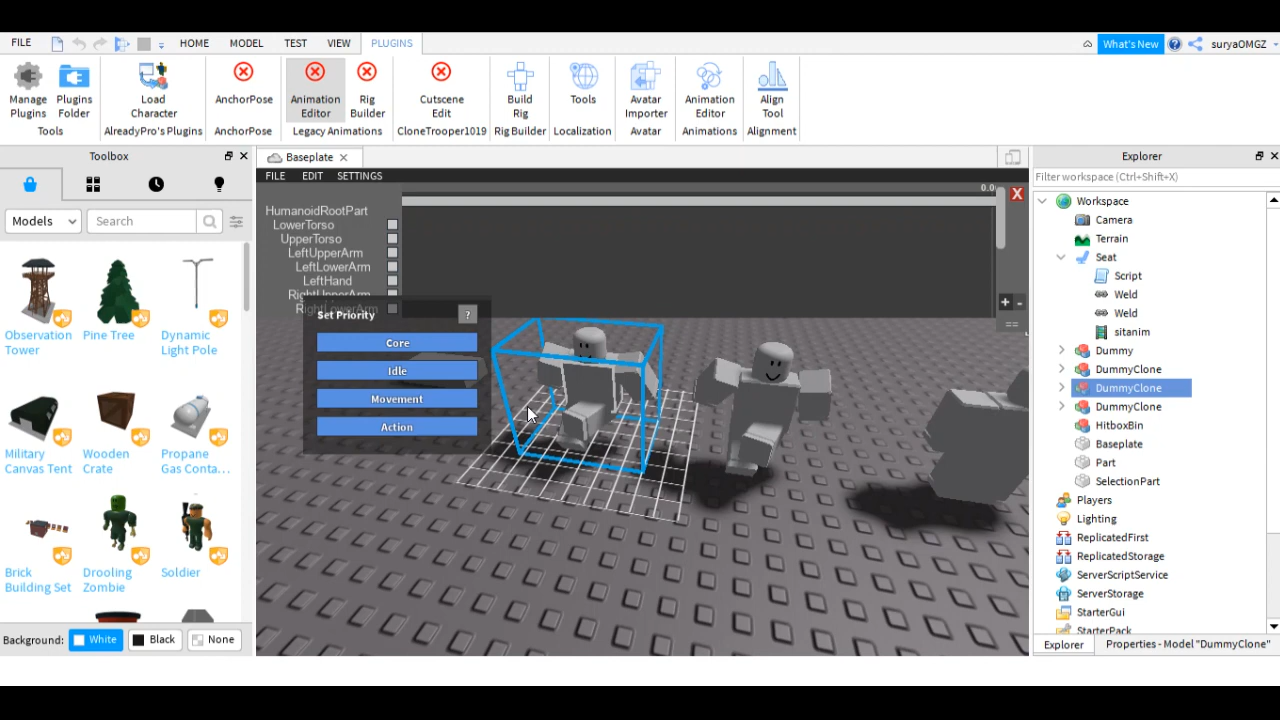 FILE HOME MODEL TEST VIEW PLUGINS What's New ? suryaOMGZ
Manage Plugins Plugins Folder Load Character AnchorPose Animation Editor Rig Builder Cutscene Edit Build Rig Tools Avatar Importer Animation Editor Align Tool
Tools AlreadyPro's Plugins AnchorPose Legacy Animations CloneTrooper1019 Rig Builder Localization Avatar Animations Alignment
Toolbox
Baseplate
Explorer
FILE EDIT SETTINGS
Filter workspace (Ctrl+Shift+X)
0.0
X
Models
Search
HumanoidRootPart
LowerTorso
UpperTorso
LeftUpperArm
LeftLowerArm
LeftHand
RightUpperArm
RightLowerArm
+ -
Set Priority ?
Core
Idle
Movement
Action
Observation Tower
Pine Tree
Dynamic Light Pole
Military Canvas Tent
Wooden Crate
Propane Gas Conta...
Brick Building Set
Drooling Zombie
Soldier
Background: White Black None
Workspace
Camera
Terrain
Seat
Script
Weld
Weld
sitanim
Dummy
DummyClone
DummyClone
DummyClone
HitboxBin
Baseplate
Part
SelectionPart
Players
Lighting
ReplicatedFirst
ReplicatedStorage
ServerScriptService
ServerStorage
StarterGui
StarterPack
Explorer Properties - Model "DummyClone"